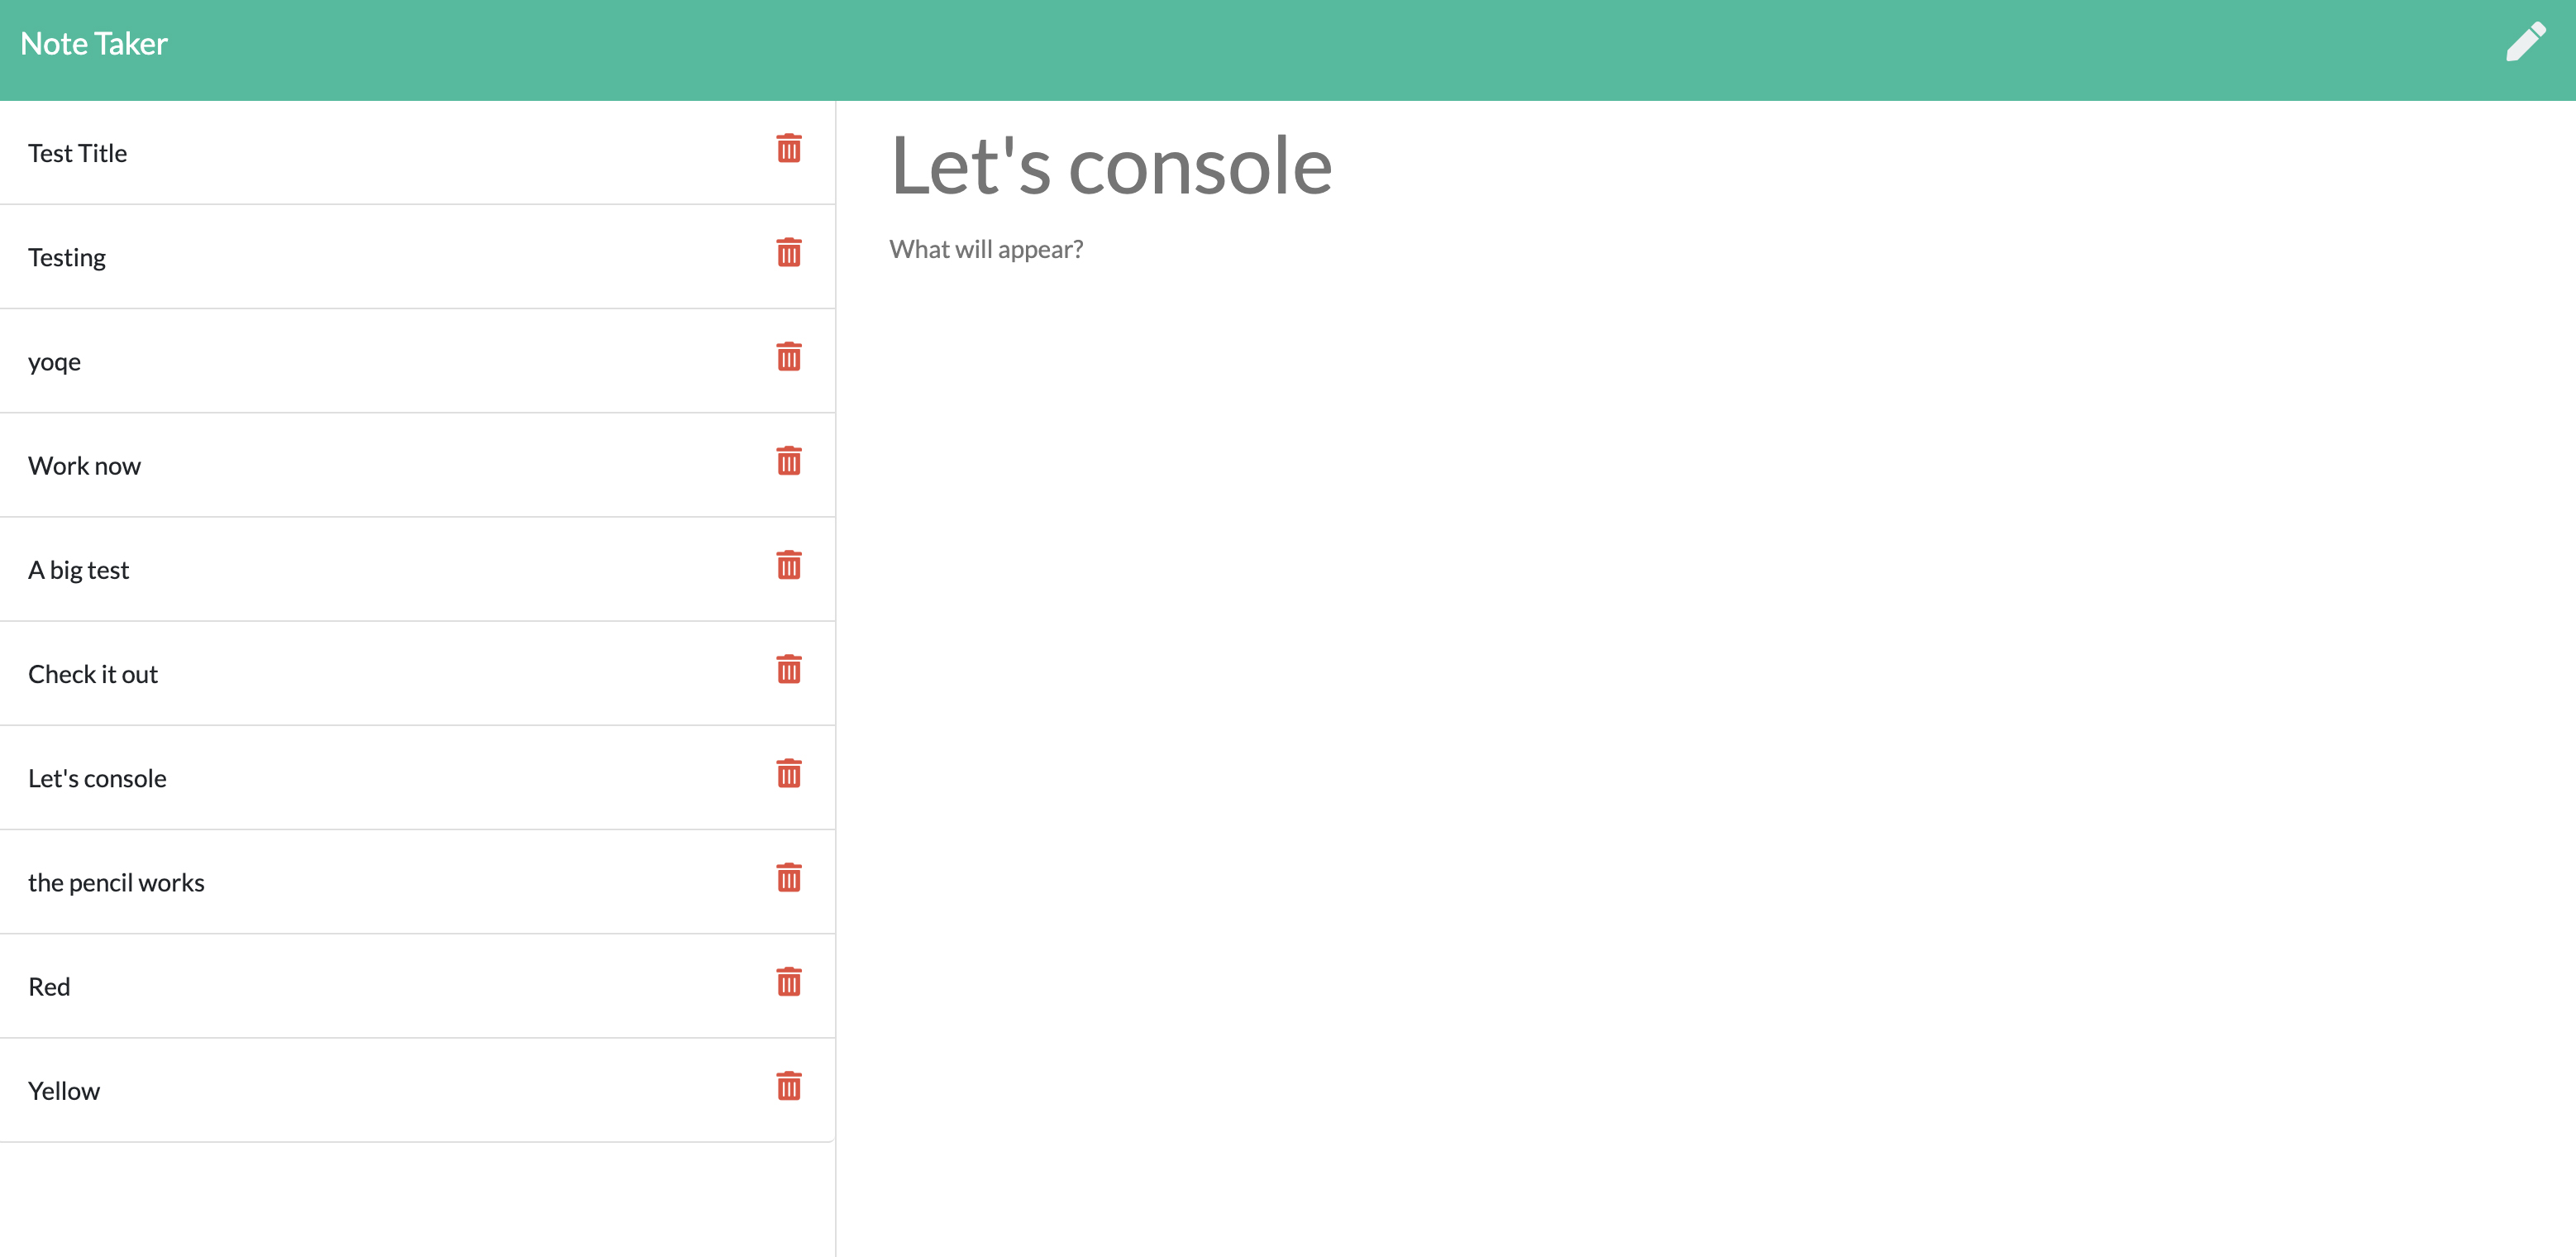 Note Taker
Test Title
Testing
yoqe
Work now
A big test
Check it out
Let's console
the pencil works
Red
Yellow
Let's console
What will appear?